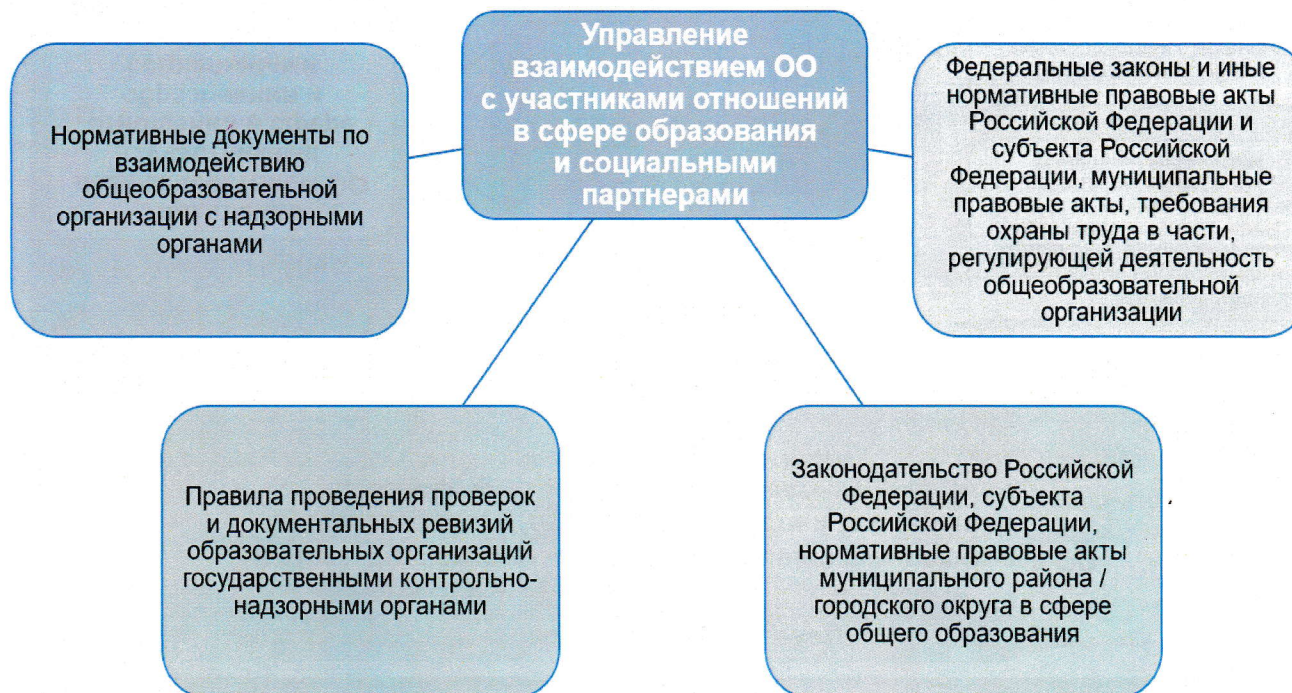 Управление
взаимодействием ОО
с участниками отношений
в сфере образования
и социальными
партнерами
Нормативные документы по
взаимодействию
общеобразовательной
организации с надзорными
органами
Федеральные законы и иные
нормативные правовые акты
Российской Федерации и
субъекта Российской
Федерации, муниципальные
правовые акты, требования
охраны труда в части,
регулирующей деятельность
общеобразовательной
организации
Правила проведения проверок
и документальных ревизий
образовательных организаций
государственными контрольно-
надзорными органами
Законодательство Российской
Федерации, субъекта
Российской Федерации,
нормативные правовые акты
муниципального района /
городского округа в сфере
общего образования